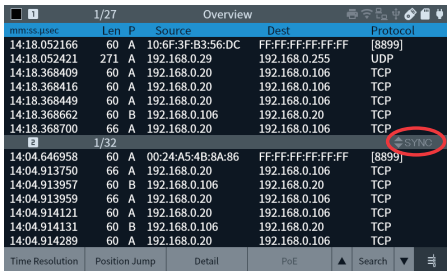 1 1/27 Overview
mm:ss.µsec Len P Source Dest Protocol
14:18.052166 60 A 10:6F:3F:B3:56:DC FF:FF:FF:FF:FF:FF [8899]
14:18.052421 271 A 192.168.0.29 192.168.0.255 UDP
14:18.368409 60 A 192.168.0.20 192.168.0.106 TCP
14:18.368416 60 A 192.168.0.20 192.168.0.106 TCP
14:18.368449 60 A 192.168.0.20 192.168.0.106 TCP
14:18.368662 60 B 192.168.0.106 192.168.0.20 TCP
14:18.368700 66 A 192.168.0.20 192.168.0.106 TCP
2 1/32 SYNC
14:04.646958 60 A 00:24:A5:4B:8A:86 FF:FF:FF:FF:FF:FF [8899]
14:04.913750 66 A 192.168.0.20 192.168.0.106 TCP
14:04.913957 60 B 192.168.0.106 192.168.0.20 TCP
14:04.913959 66 A 192.168.0.20 192.168.0.106 TCP
14:04.914121 60 A 192.168.0.20 192.168.0.106 TCP
14:04.914131 60 B 192.168.0.106 192.168.0.20 TCP
14:04.914289 60 A 192.168.0.20 192.168.0.106 TCP
Time Resolution Position Jump Detail PoE ▲ Search ▼